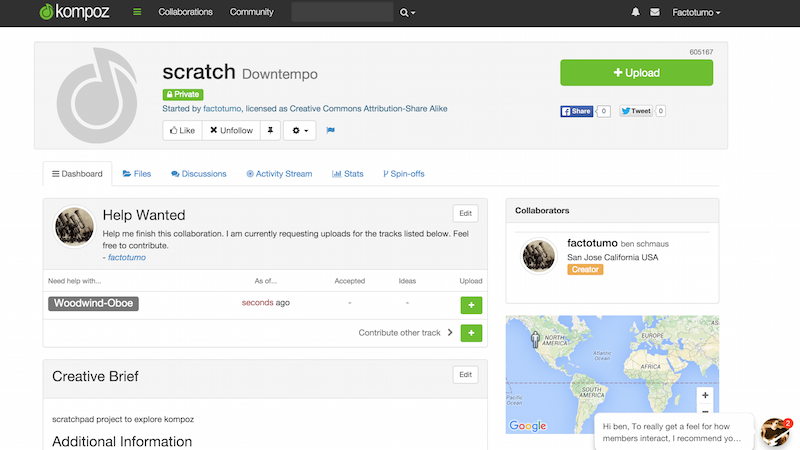 kompoz
Collaborations
Community
Factotumo
605167
scratch Downtempo
Private
Started by factotumo, licensed as Creative Commons Attribution-Share Alike
Like
Unfollow
Upload
Share
0
Tweet
0
Dashboard
Files
Discussions
Activity Stream
Stats
Spin-offs
Help Wanted
Edit
Help me finish this collaboration. I am currently requesting uploads for the tracks listed below. Feel
free to contribute.
- factotumo
Need help with...
As of...
Accepted
Ideas
Upload
Woodwind-Oboe
seconds ago
-
-
+
Contribute other track
+
Creative Brief
Edit
scratchpad project to explore kompoz
Additional Information
Collaborators
factotumo ben schmaus
San Jose California USA
Creator
NORTH
AMERICA
Atlantic
Ocean
EUROPE
AFRICA
SOUTH
AMERICA
Pacific
Ocean
AS
Google
+
−
Hi ben, To really get a feel for how
members interact, I recommend yo…
2